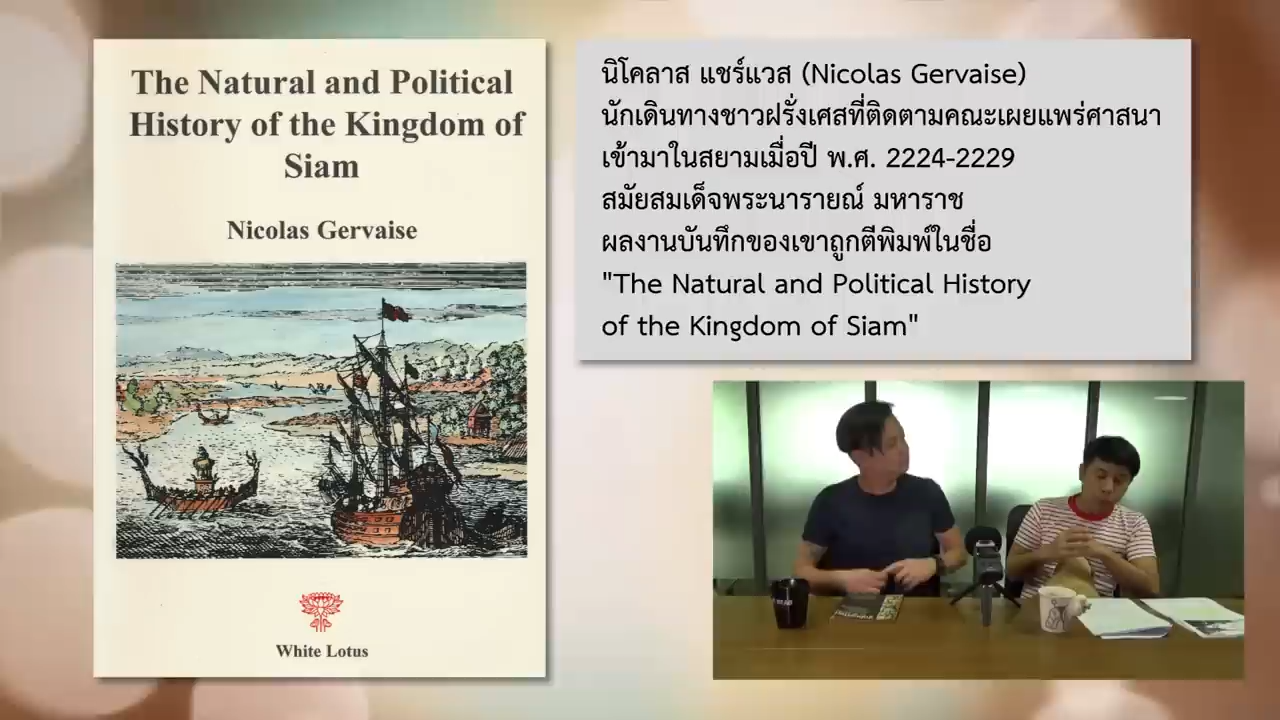 The Natural and Political
History of the Kingdom of
Siam
Nicolas Gervaise
White Lotus
นิโคลาส แชร์แวส (Nicolas Gervaise)
นักเดินทางชาวฝรั่งเศสที่ติดตามคณะเผยแพร่ศาสนา
เข้ามาในสยามเมื่อปี พ.ศ. 2224-2229
สมัยสมเด็จพระนารายณ์ มหาราช
ผลงานบันทึกของเขาถูกตีพิมพ์ในชื่อ
"The Natural and Political History
of the Kingdom of Siam"